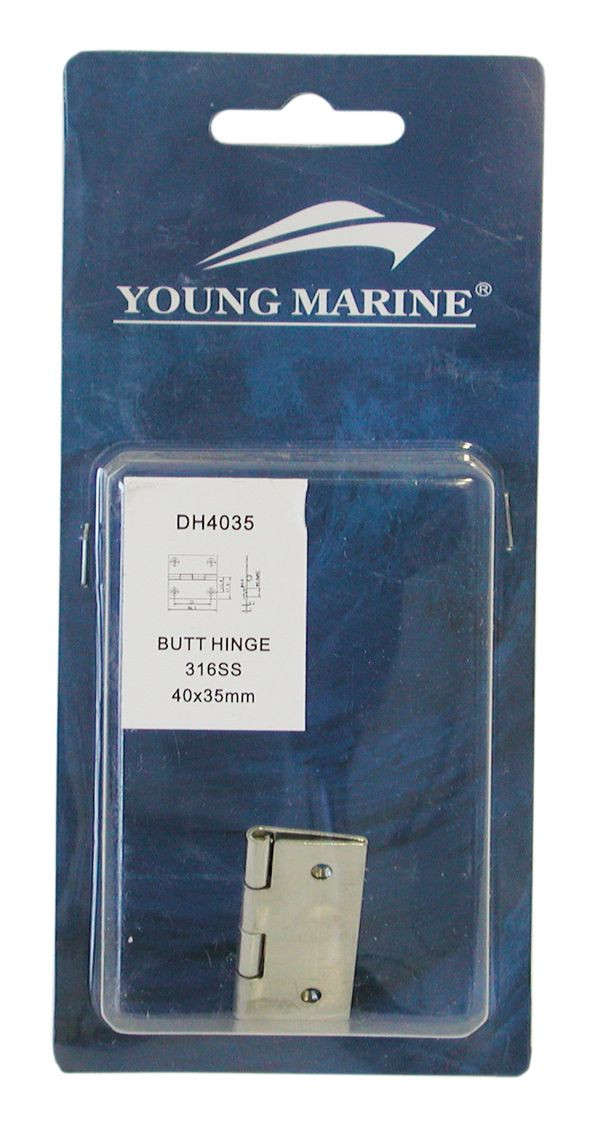 YOUNG MARINE®
DH4035
BUTT HINGE
316SS
40x35mm